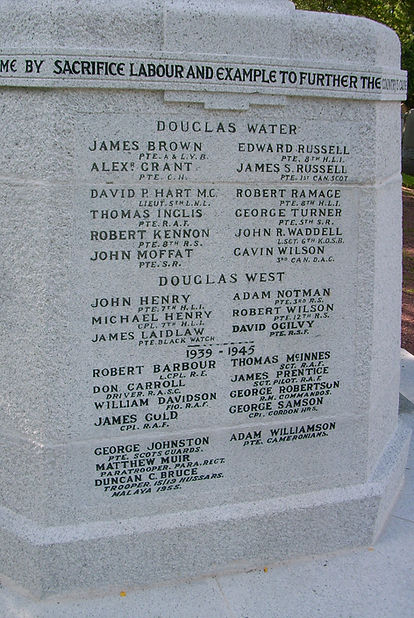 ME BY SACRIFICE LABOUR AND EXAMPLE TO FURTHER THE COUNTRY'S CAUSE
DOUGLAS WATER
JAMES BROWN
PTE. A & L.V.B.
ALEXR GRANT
PTE. C.H.
DAVID P. HART M.C.
LIEUT. 5TH L.N.L.
THOMAS INGLIS
PTE. R.A.F.
ROBERT KENNON
PTE. 8TH R.S.
JOHN MOFFAT
PTE. S.R.
EDWARD RUSSELL
PTE. 8TH H.L.I.
JAMES S. RUSSELL
PTE. 1ST CAN. SCOT
ROBERT RAMAGE
PTE. 8TH H.L.I.
GEORGE TURNER
PTE. 5TH S.R.
JOHN R. WADDELL
L.SGT. 6TH K.O.S.B.
GAVIN WILSON
3RD CAN. D.A.C.
DOUGLAS WEST
JOHN HENRY
PTE. 7TH H.L.I.
MICHAEL HENRY
CPL. 7TH H.L.I.
JAMES LAIDLAW
PTE. BLACK WATCH
ADAM NOTMAN
PTE. 3RD R.S.
ROBERT WILSON
PTE. 12TH R.S.
DAVID OGILVY
PTE. R.S.F.
1939 - 1945
ROBERT BARBOUR
L.CPL. R.E.
DON CARROLL
DRIVER. R.A.S.C.
WILLIAM DAVIDSON
F/O. R.A.F.
JAMES GOLD
CPL. R.A.F.
THOMAS McINNES
SGT. R.A.F.
JAMES PRENTICE
SGT. PILOT. R.A.F.
GEORGE ROBERTSON
R.M. COMMANDOS.
GEORGE SAMSON
CPL. GORDON HRS.
GEORGE JOHNSTON
PTE. SCOTS GUARDS.
MATTHEW MUIR
PARATROOPER. PARA. REGT.
DUNCAN C. BRUCE
TROOPER. 15/19 HUSSARS.
MALAYA 1955.
ADAM WILLIAMSON
PTE. CAMERONIANS.